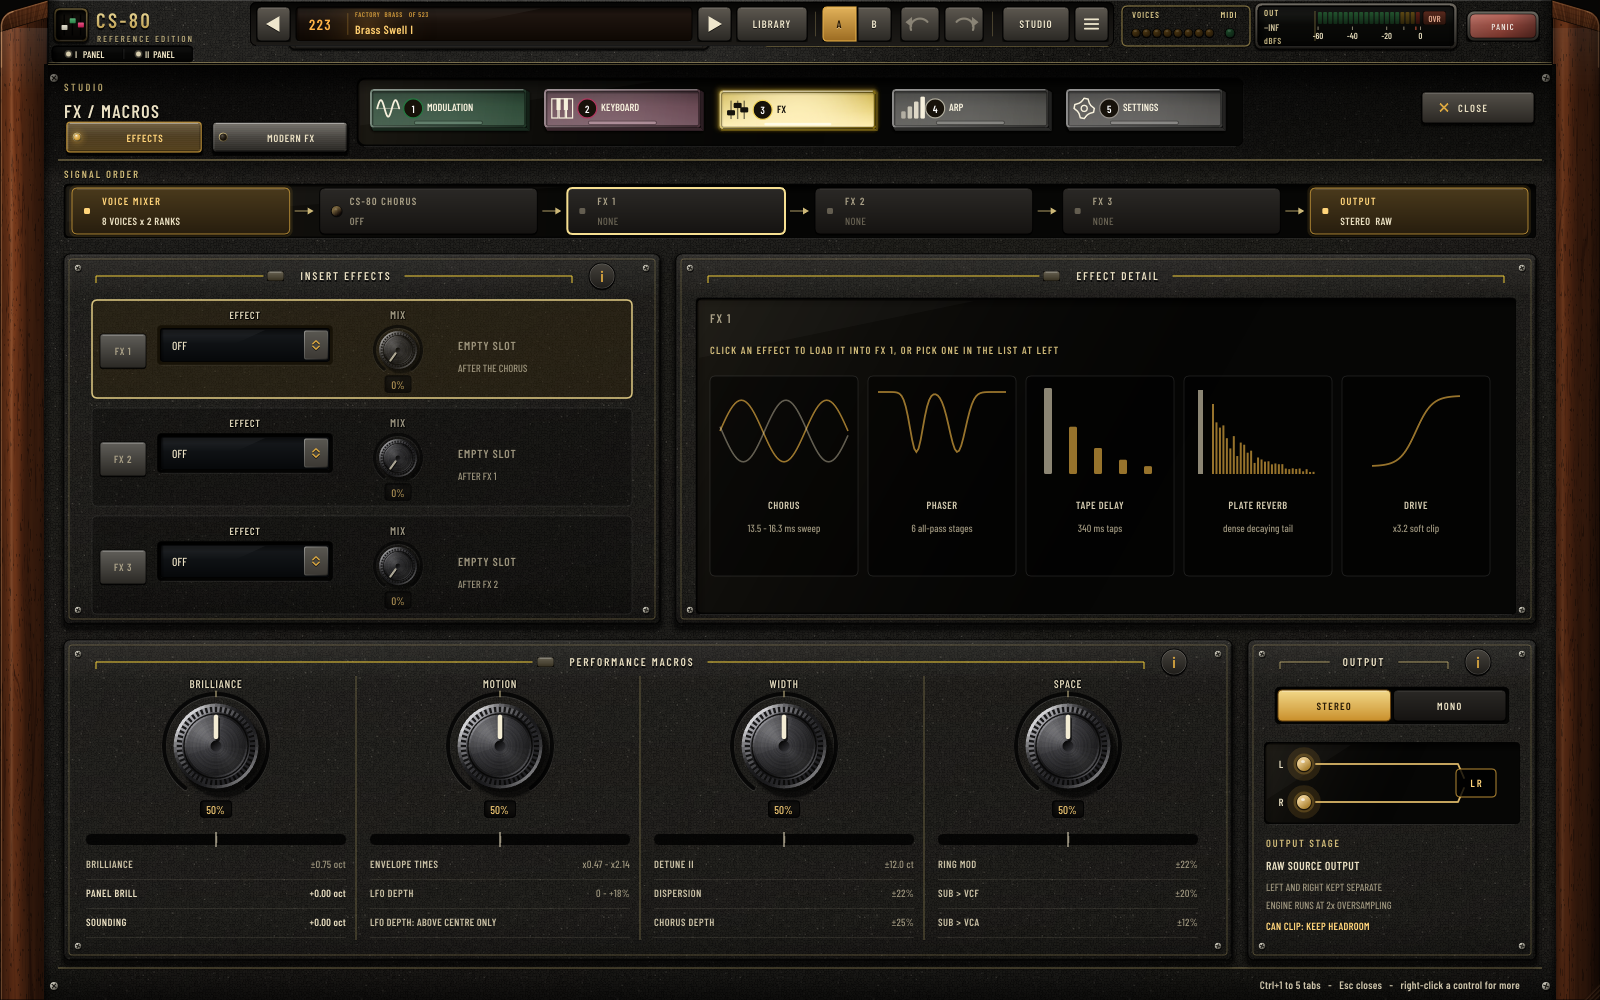 CS-80
REFERENCE EDITION
I PANEL
II PANEL
223
FACTORY BRASS OF 523
Brass Swell I
LIBRARY
A
B
STUDIO
VOICES
MIDI
OUT
-INF
dBFS
-60
-40
-20
0
OVR
PANIC
STUDIO
FX / MACROS
EFFECTS
MODERN FX
1 MODULATION
2 KEYBOARD
3 FX
4 ARP
5 SETTINGS
CLOSE
SIGNAL ORDER
VOICE MIXER
8 VOICES x 2 RANKS
CS-80 CHORUS
OFF
FX 1
NONE
FX 2
NONE
FX 3
NONE
OUTPUT
STEREO RAW
INSERT EFFECTS
i
FX 1
EFFECT
OFF
MIX
0%
EMPTY SLOT
AFTER THE CHORUS
FX 2
EFFECT
OFF
MIX
0%
EMPTY SLOT
AFTER FX 1
FX 3
EFFECT
OFF
MIX
0%
EMPTY SLOT
AFTER FX 2
EFFECT DETAIL
FX 1
CLICK AN EFFECT TO LOAD IT INTO FX 1, OR PICK ONE IN THE LIST AT LEFT
CHORUS
13.5 - 16.3 ms sweep
PHASER
6 all-pass stages
TAPE DELAY
340 ms taps
PLATE REVERB
dense decaying tail
DRIVE
x3.2 soft clip
PERFORMANCE MACROS
i
BRILLIANCE
50%
BRILLIANCE ±0.75 oct
PANEL BRILL +0.00 oct
SOUNDING +0.00 oct
MOTION
50%
ENVELOPE TIMES x0.47 - x2.14
LFO DEPTH 0 - +18%
LFO DEPTH: ABOVE CENTRE ONLY
WIDTH
50%
DETUNE II ±12.0 ct
DISPERSION ±22%
CHORUS DEPTH ±25%
SPACE
50%
RING MOD ±22%
SUB > VCF ±20%
SUB > VCA ±12%
OUTPUT
i
STEREO
MONO
L
R
LR
OUTPUT STAGE
RAW SOURCE OUTPUT
LEFT AND RIGHT KEPT SEPARATE
ENGINE RUNS AT 2x OVERSAMPLING
CAN CLIP: KEEP HEADROOM
Ctrl+1 to 5 tabs - Esc closes - right-click a control for more